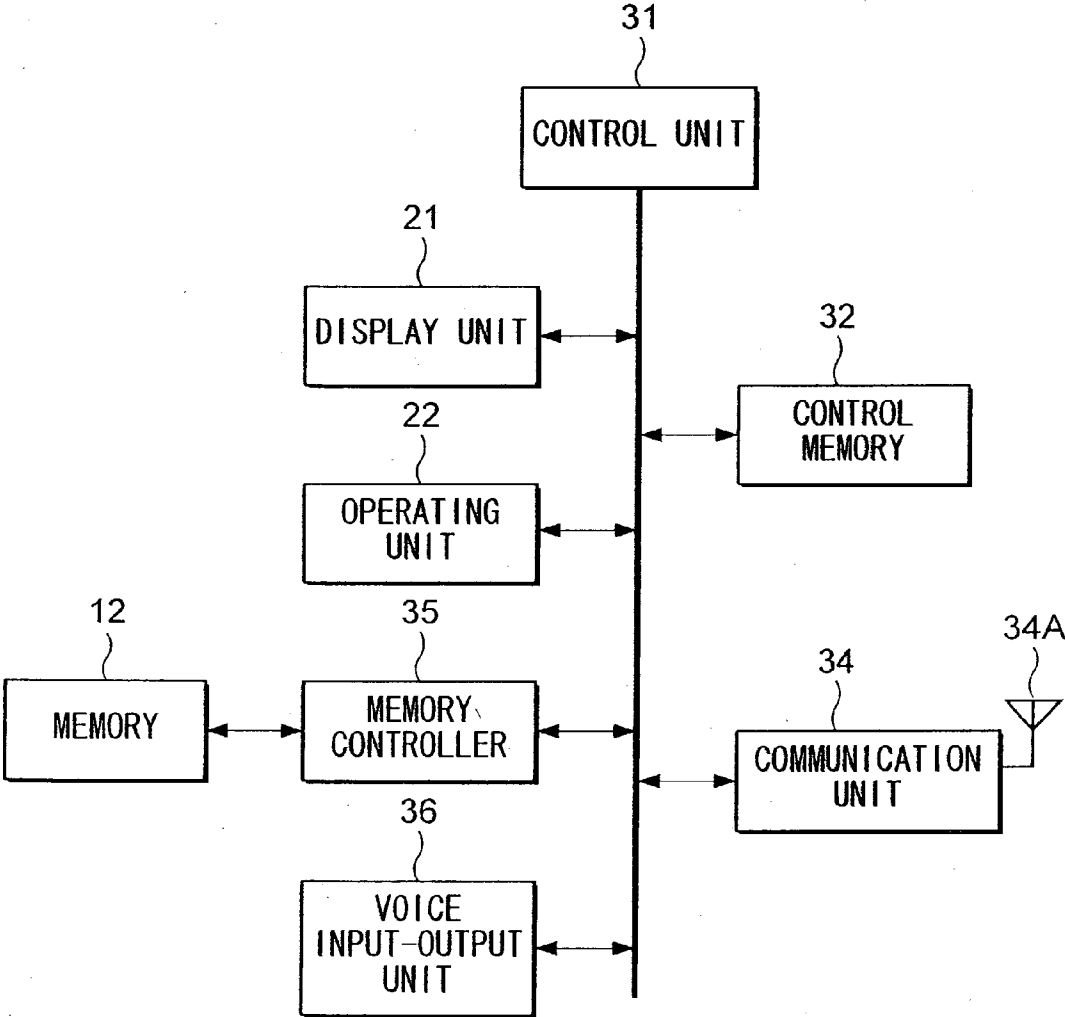 31
CONTROL UNIT
21
DISPLAY UNIT
32
CONTROL
MEMORY
22
OPERATING
UNIT
12
MEMORY
35
MEMORY
CONTROLLER
34
34A
COMMUNICATION
UNIT
36
VOICE
INPUT-OUTPUT
UNIT